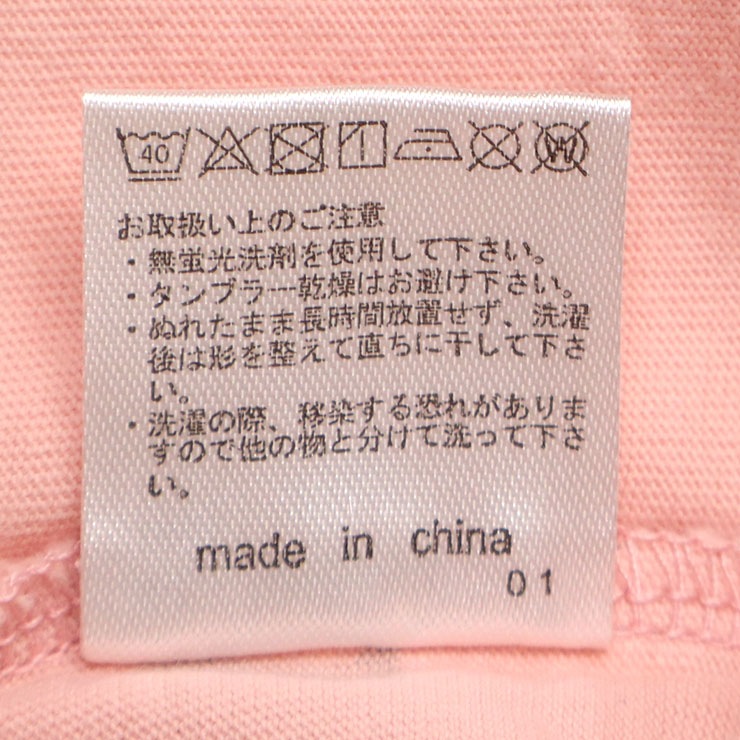 40
お取扱い上のご注意
・無蛍光洗剤を使用して下さい。
・タンブラー乾燥はお避け下さい。
・ぬれたまま長時間放置せず、洗濯
後は形を整えて直ちに干して下さ
い。
・洗濯の際、移染する恐れがありま
すので他の物と分けて洗って下さ
い。
made in china
01